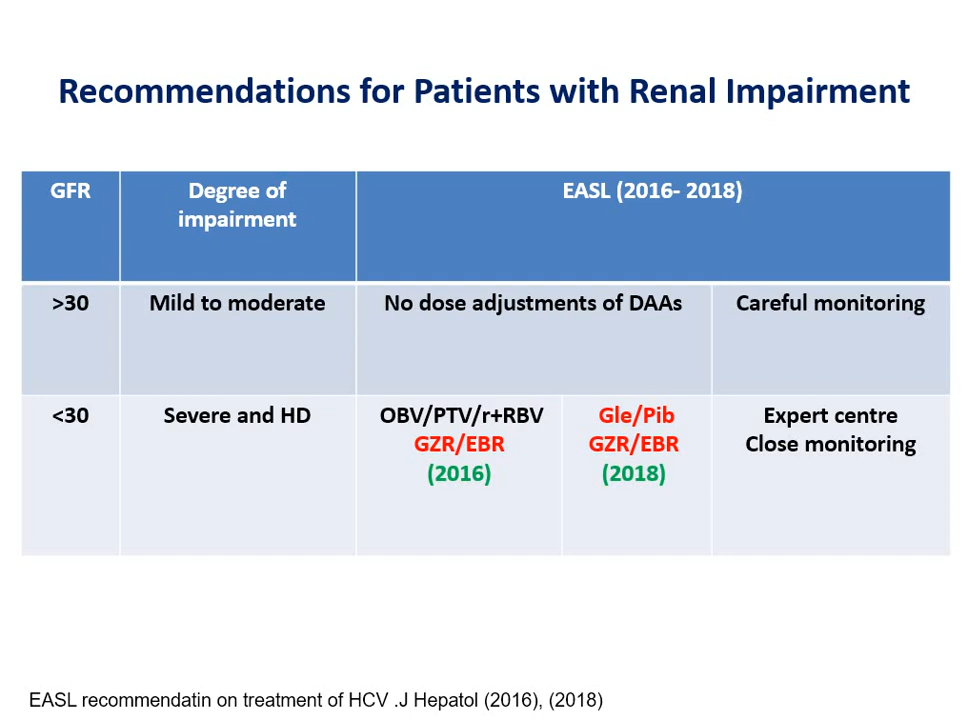 Recommendations for Patients with Renal Impairment
GFR
Degree of
impairment
EASL (2016- 2018)
>30
Mild to moderate
No dose adjustments of DAAs
Careful monitoring
<30
Severe and HD
OBV/PTV/r+RBV
GZR/EBR
(2016)
Gle/Pib
GZR/EBR
(2018)
Expert centre
Close monitoring
EASL recommendatin on treatment of HCV .J Hepatol (2016), (2018)